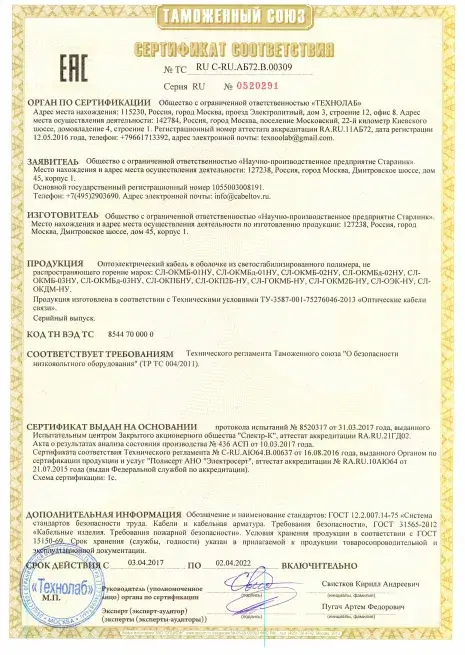 ТАМОЖЕННЫЙ СОЮЗ
СЕРТИФИКАТ СООТВЕТСТВИЯ
ЕАС
№ ТС RU C-RU.АБ72.В.00309
Серия RU № 0520291
ОРГАН ПО СЕРТИФИКАЦИИ Общество с ограниченной ответственностью «ТЕХНОЛАБ»
Адрес места нахождения: 115230, Россия, город Москва, проезд Электролитный, дом 3, строение 12, офис 8. Адрес
места осуществления деятельности: 142784, Россия, город Москва, поселение Московский, 22-й километр Киевского
шоссе, домовладение 4, строение 1. Регистрационный номер аттестата аккредитации RA.RU.11АБ72, дата регистрации
12.05.2016 года, телефон: +79661713392, адрес электронной почты: texnoolab@gmail.com.
ЗАЯВИТЕЛЬ Общество с ограниченной ответственностью «Научно-производственное предприятие Старлинк».
Место нахождения и адрес места осуществления деятельности: 127238, Россия, город Москва, Дмитровское шоссе, дом
45, корпус 1.
Основной государственный регистрационный номер 1055003008191.
Телефон: +7(495)2903690. Адрес электронной почты: info@cabeltov.ru.
ИЗГОТОВИТЕЛЬ Общество с ограниченной ответственностью «Научно-производственное предприятие Старлинк».
Место нахождения и адрес места осуществления деятельности по изготовлению продукции: 127238, Россия, город
Москва, Дмитровское шоссе, дом 45, корпус 1.
ПРОДУКЦИЯ Оптоэлектрический кабель в оболочке из светостабилизированного полимера, не
распространяющего горение марок: СЛ-ОКМБ-01НУ, СЛ-ОКМБд-01НУ, СЛ-ОКМБ-02НУ, СЛ-ОКМБд-02НУ, СЛ-
ОКМБ-03НУ, СЛ-ОКМБд-03НУ, СЛ-ОКПБНУ, СЛ-ОКП2Б-НУ, СЛ-ГОКМБ-НУ, СЛ-ГОКМ2Б-НУ, СЛ-ОЭК-НУ, СЛ-
ОКДМ-НУ.
Продукция изготовлена в соответствии с Техническими условиями ТУ-3587-001-75276046-2013 «Оптические кабели
связи».
Серийный выпуск.
КОД ТН ВЭД ТС 8544 70 000 0
СООТВЕТСТВУЕТ ТРЕБОВАНИЯМ Технического регламента Таможенного союза "О безопасности
низковольтного оборудования" (ТР ТС 004/2011).
СЕРТИФИКАТ ВЫДАН НА ОСНОВАНИИ протокола испытаний № 8520317 от 31.03.2017 года, выданного
Испытательным центром Закрытого акционерного общества "Спектр-К", аттестат аккредитации RA.RU.21ГД02.
Акта о результатах анализа состояния производства № 436 АСП от 10.03.2017 года.
Сертификата соответствия Технического регламента № C-RU.АЮ64.В.00637 от 16.08.2016 года, выданного Органом по
сертификации продукции и услуг "Полисерт АНО "Электросерт", аттестат аккредитации № RA.RU.10АЮ64 от
21.07.2015 года (выдан Федеральной службой по аккредитации).
Схема сертификации: 1с.
ДОПОЛНИТЕЛЬНАЯ ИНФОРМАЦИЯ Обозначение и наименование стандартов: ГОСТ 12.2.007.14-75 «Система
стандартов безопасности труда. Кабели и кабельная арматура. Требования безопасности», ГОСТ 31565-2012
«Кабельные изделия. Требования пожарной безопасности». Условия хранения продукции в соответствии с ГОСТ
15150-69. Срок хранения (службы, годности) указан в прилагаемой к продукции товаросопроводительной и
эксплуатационной документации.
СРОК ДЕЙСТВИЯ С 03.04.2017 ПО 02.04.2022 ВКЛЮЧИТЕЛЬНО
«Технолаб»
МОСКВА
М.П.
Руководитель (уполномоченное
лицо) органа по сертификации
(подпись)
Свистков Кирилл Андреевич
(инициалы, фамилия)
Эксперт (эксперт-аудитор)
(эксперты (эксперты-аудиторы))
(подпись)
Пугач Артем Федорович
(инициалы, фамилия)